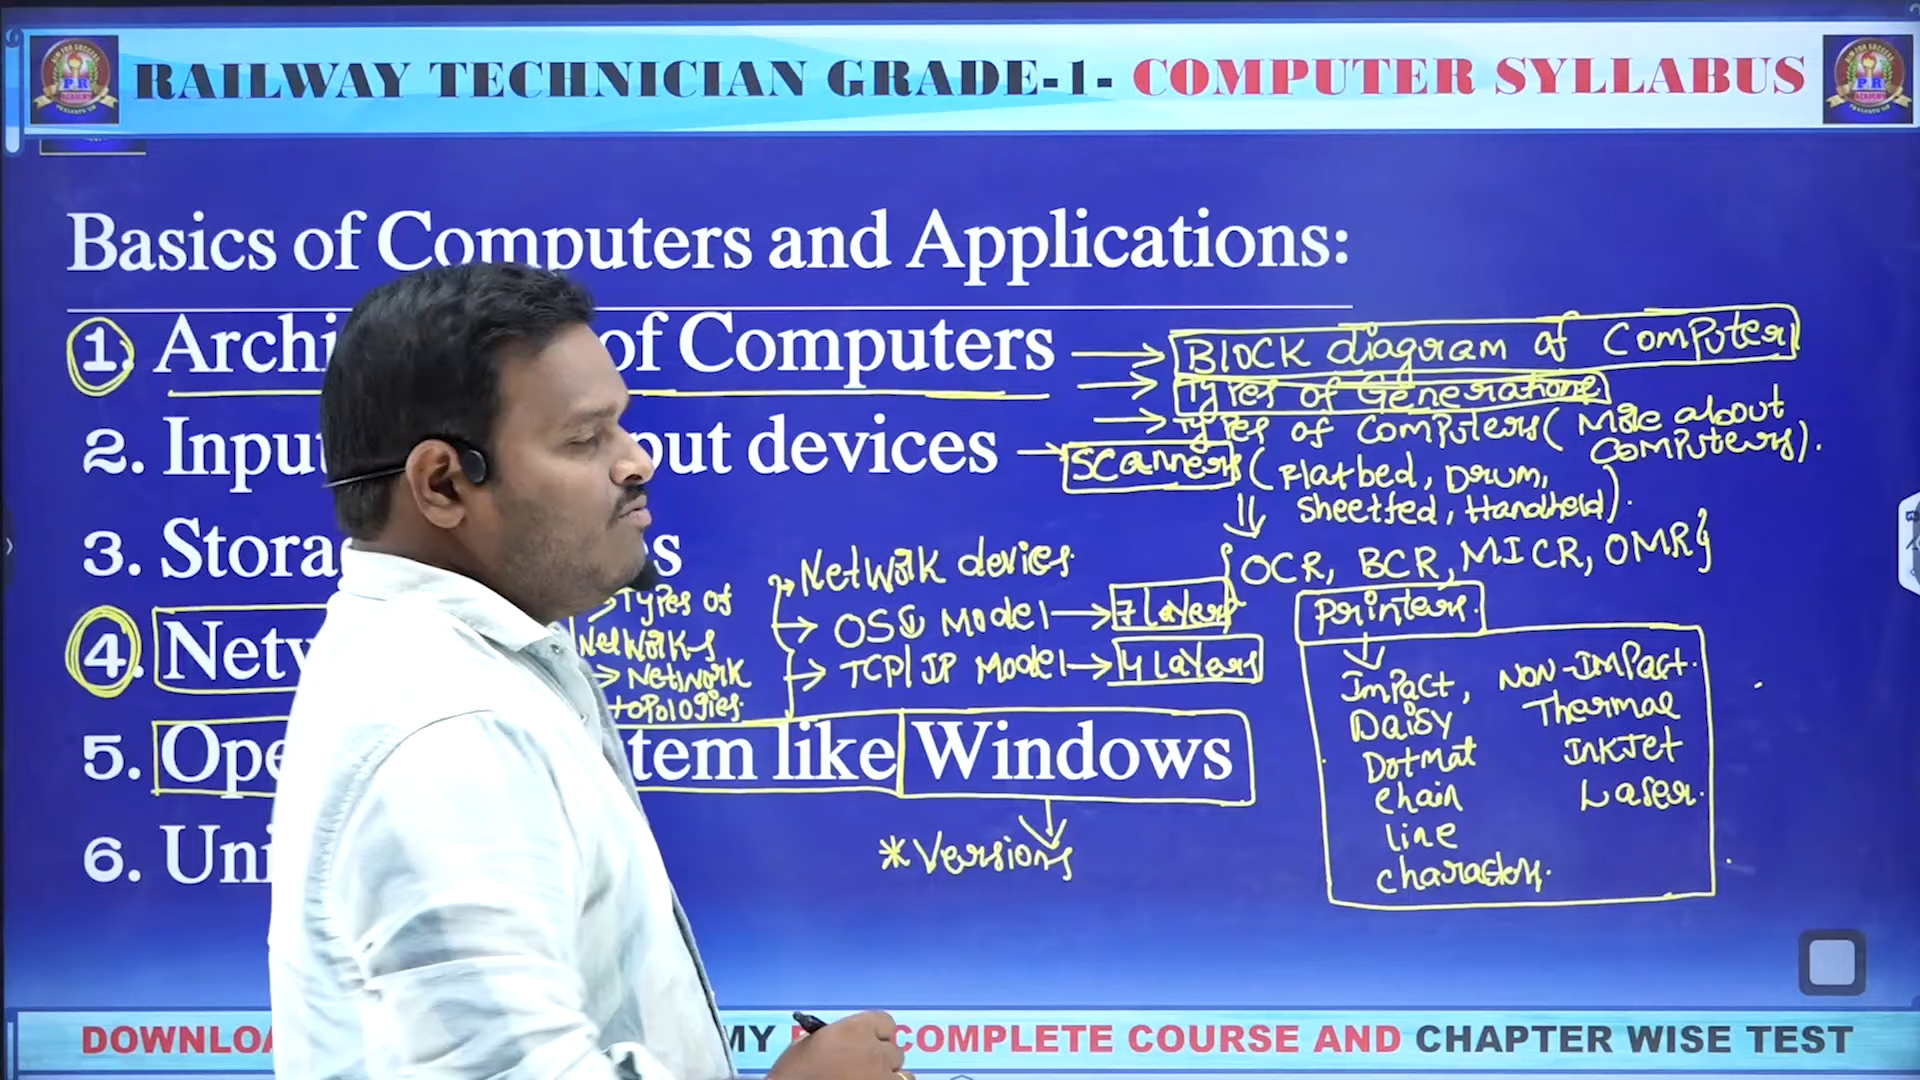 RAILWAY TECHNICIAN GRADE-1- COMPUTER SYLLABUS
Basics of Computers and Applications:
1. Archi of Computers
Block diagram of Computer
Types of Generations
Types of Computers (More about Computers).
2. Inpu put devices
Scanners (Flatbed, Drum,
Sheetfed, Handheld).
{OCR, BCR, MICR, OMR}
3. Stora s
4. Netw
Types of
Networks
Network
topologies.
Network devices
OSI Model 7 layers
TCP/IP Model 4 layers
Printers.
Impact, NON-Impact.
Daisy Thermal
Dotmat InkJet
chain Laser.
line
characters.
5. Ope tem like Windows
*Versions
6. Uni
DOWNLOA MY COMPLETE COURSE AND CHAPTER WISE TEST